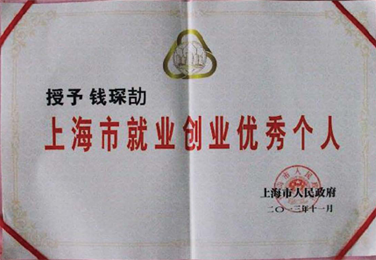 授予 钱琛劼
上海市就业创业优秀个人
上海市人民政府
二〇一三年十一月